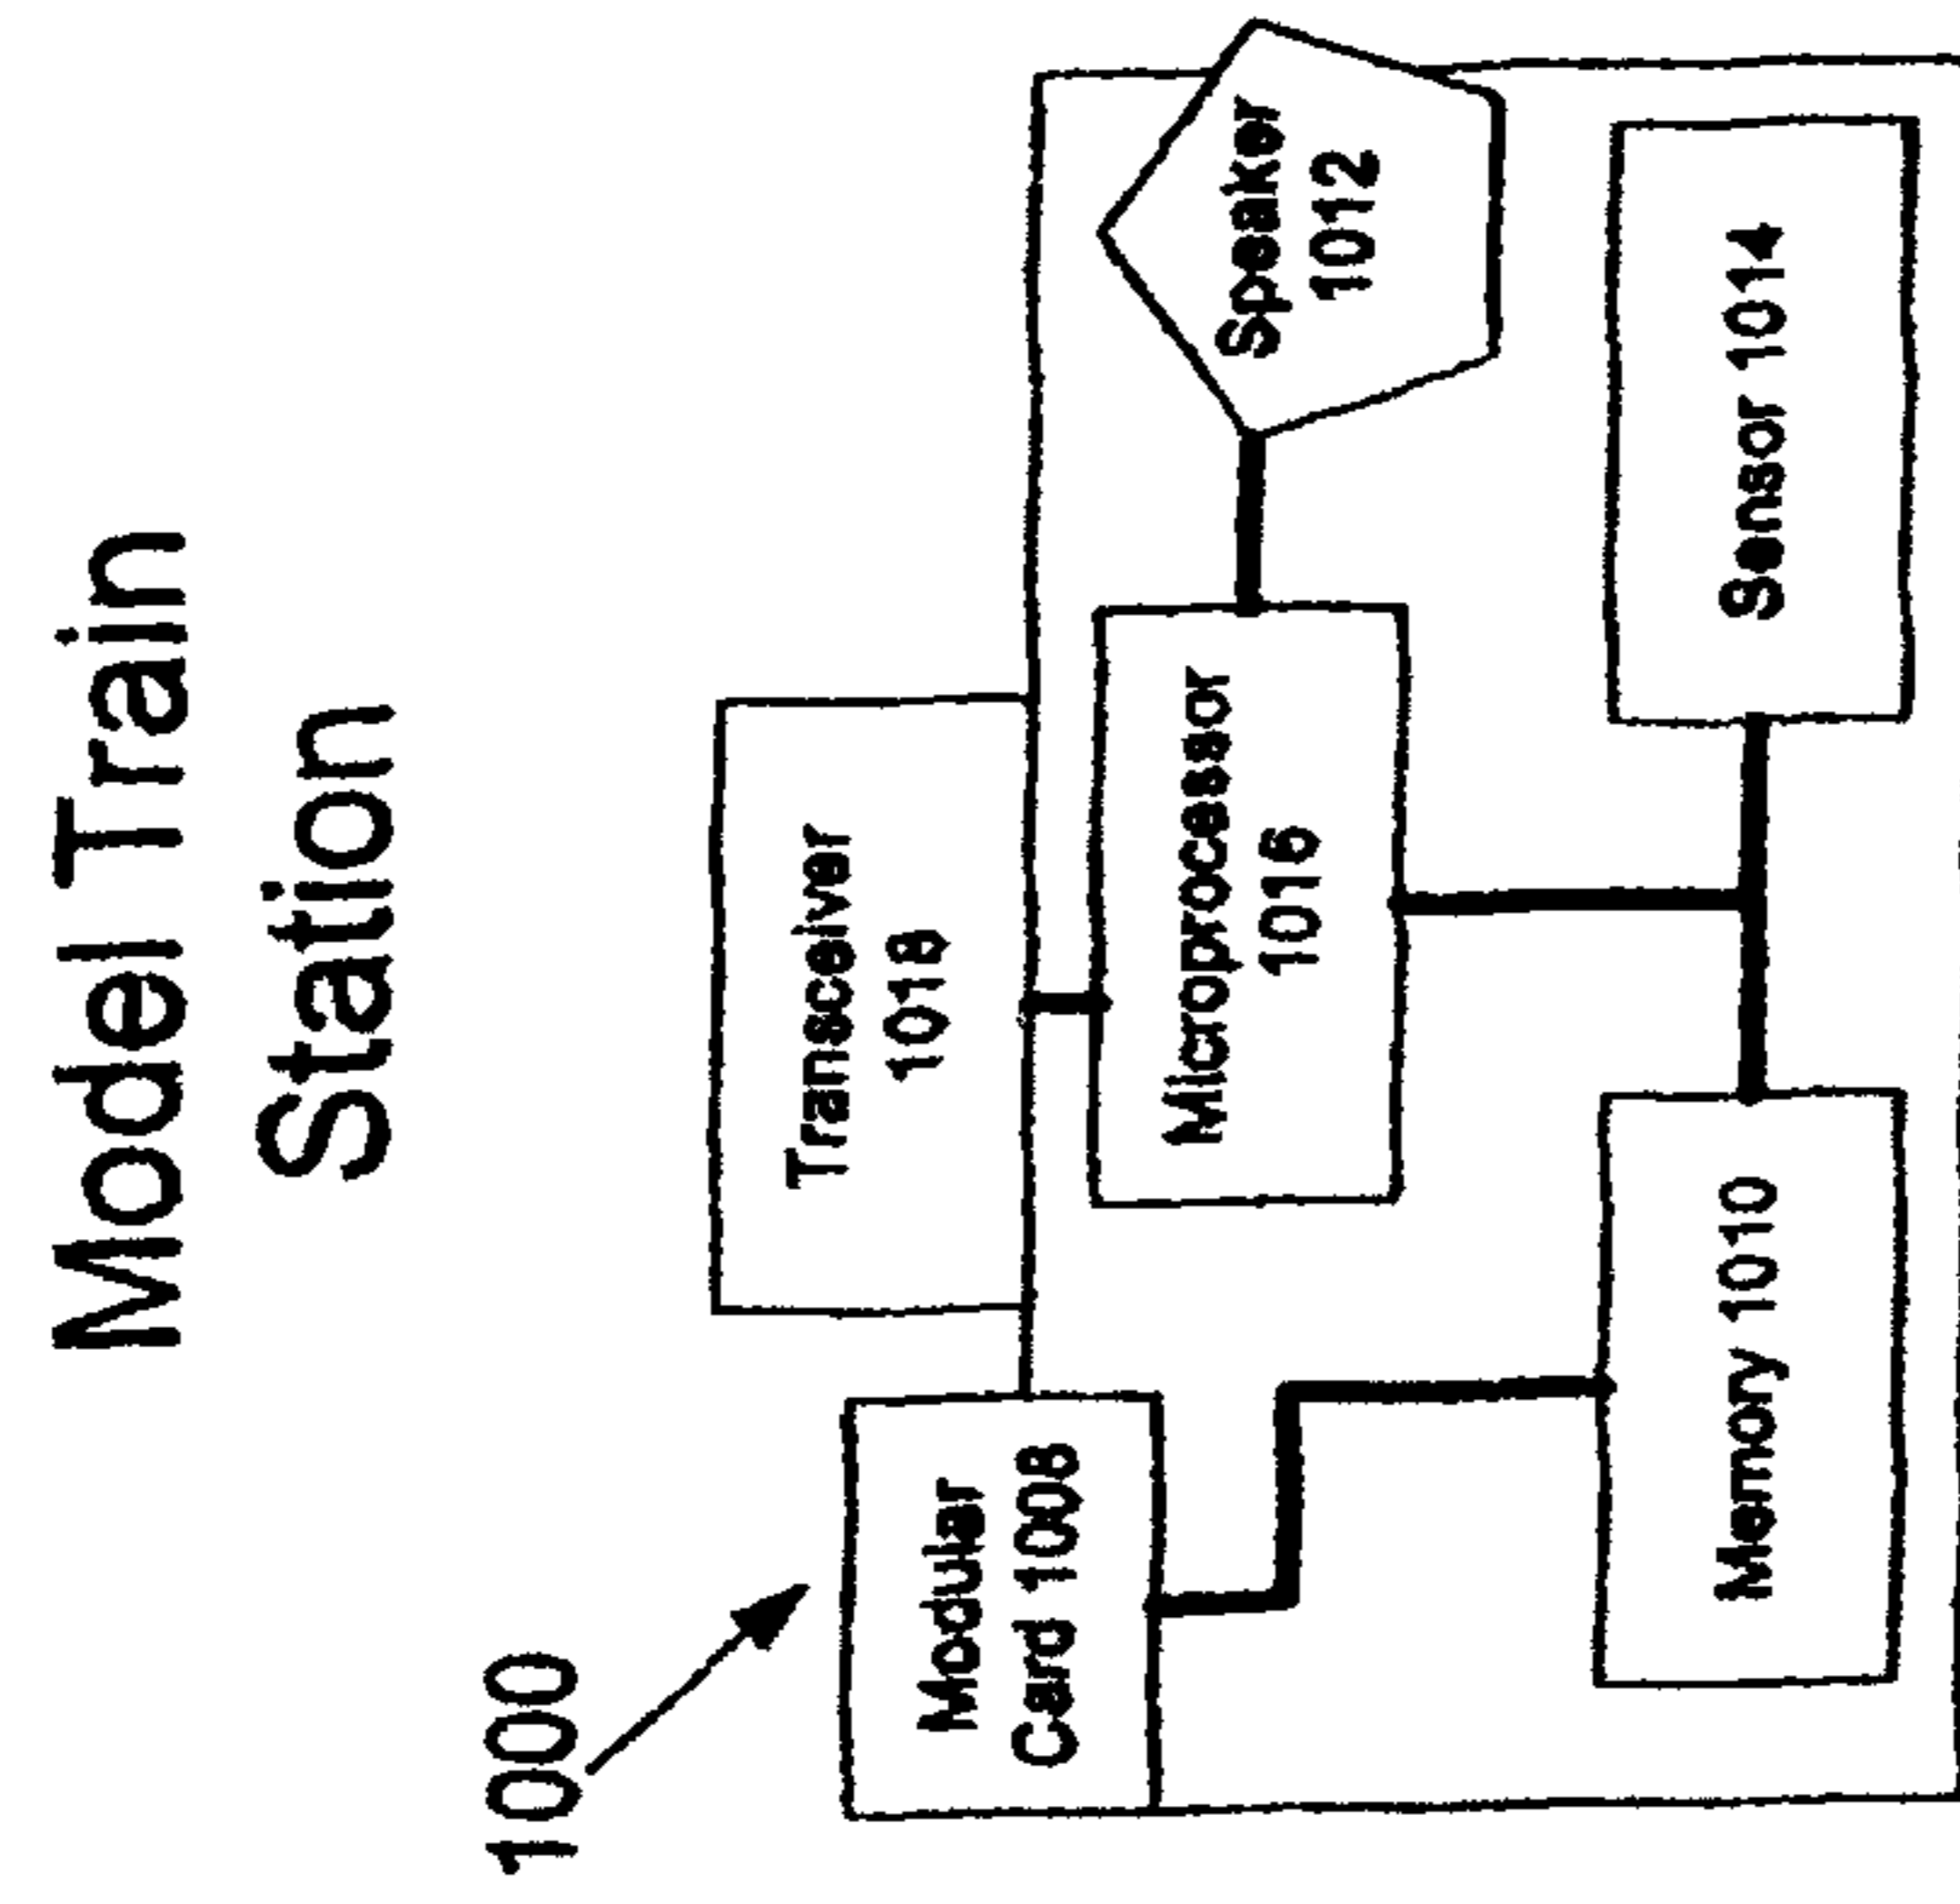 Model Train
Station
1000
Transceiver
1018
Modular
Card 1008
Microprocessor
1016
Speaker
1012
Memory 1010
Sensor 1014